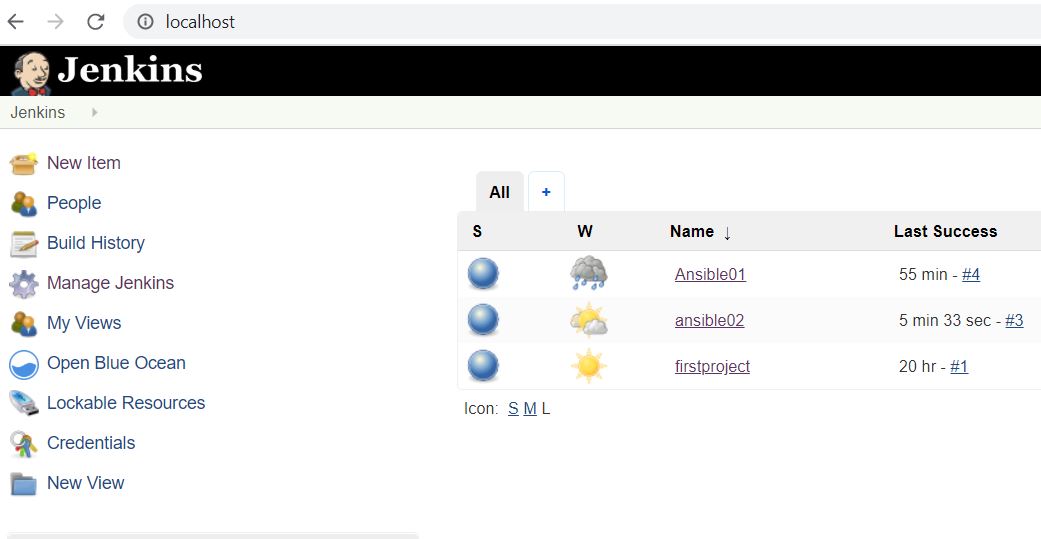 localhost
Jenkins
Jenkins
New Item
People
Build History
Manage Jenkins
My Views
Open Blue Ocean
Lockable Resources
Credentials
New View
All +
S W Name ↓ Last Success
Ansible01 55 min - #4
ansible02 5 min 33 sec - #3
firstproject 20 hr - #1
Icon: S M L